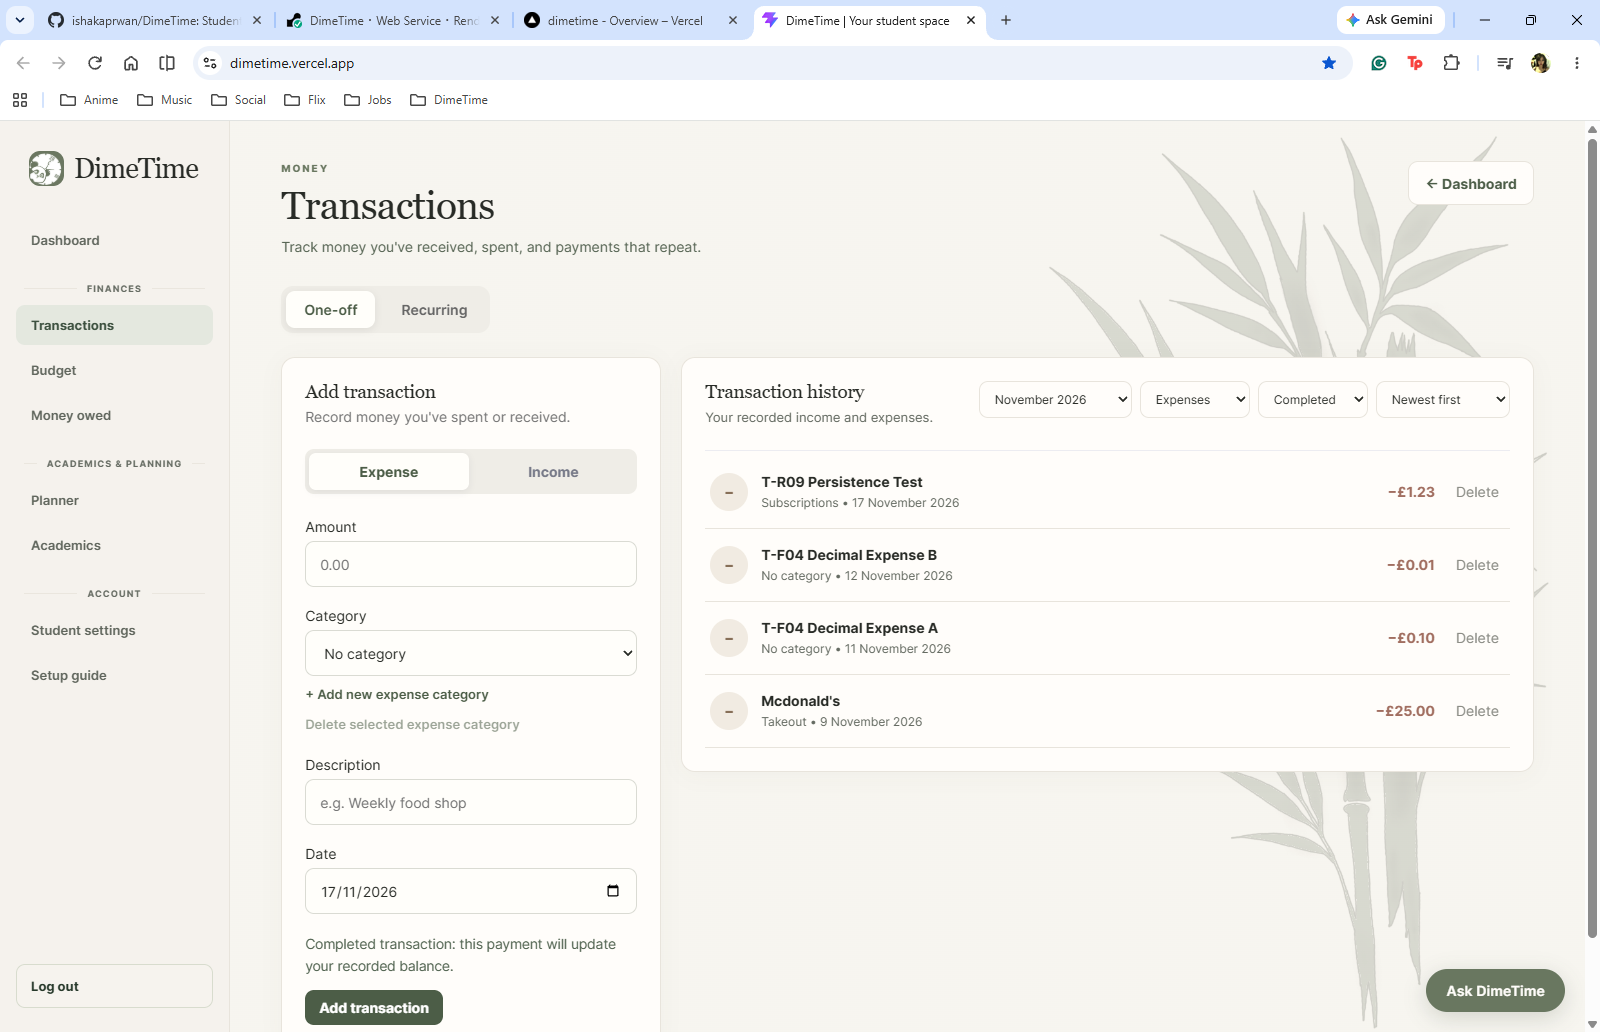 ishakaprwan/DimeTime: Studen
DimeTime · Web Service · Rend
dimetime - Overview – Vercel
DimeTime | Your student space
Ask Gemini
dimetime.vercel.app
Anime
Music
Social
Flix
Jobs
DimeTime
DimeTime
Dashboard
FINANCES
Transactions
Budget
Money owed
ACADEMICS & PLANNING
Planner
Academics
ACCOUNT
Student settings
Setup guide
Log out
MONEY
Transactions
Track money you've received, spent, and payments that repeat.
← Dashboard
One-off
Recurring
Add transaction
Record money you've spent or received.
Expense
Income
Amount
0.00
Category
No category
+ Add new expense category
Delete selected expense category
Description
e.g. Weekly food shop
Date
17/11/2026
Completed transaction: this payment will update
your recorded balance.
Add transaction
Transaction history
Your recorded income and expenses.
November 2026
Expenses
Completed
Newest first
T-R09 Persistence Test
Subscriptions • 17 November 2026
−£1.23
Delete
T-F04 Decimal Expense B
No category • 12 November 2026
−£0.01
Delete
T-F04 Decimal Expense A
No category • 11 November 2026
−£0.10
Delete
Mcdonald's
Takeout • 9 November 2026
−£25.00
Delete
Ask DimeTime